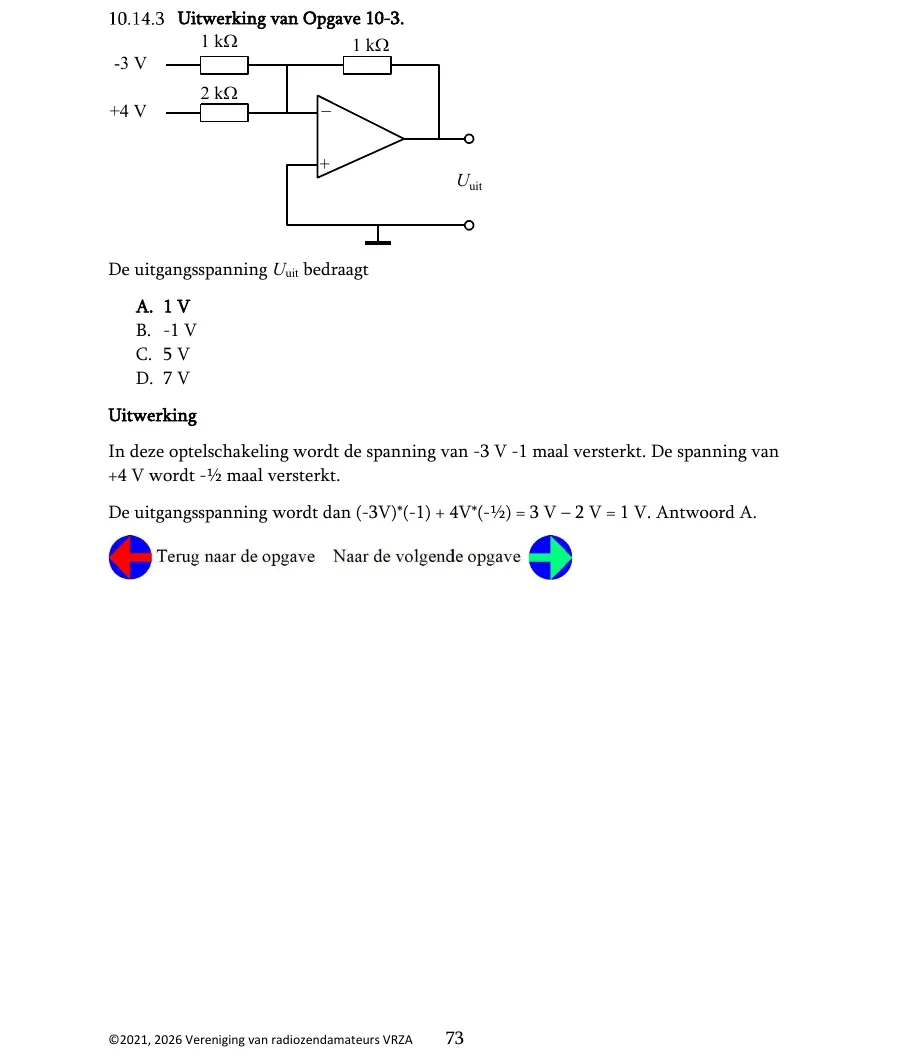 10.14.3 Uitwerking van Opgave 10-3.
1 kΩ
1 kΩ
-3 V
2 kΩ
+4 V
−
+
Uuit
De uitgangsspanning Uuit bedraagt
A. 1 V
B. -1 V
C. 5 V
D. 7 V
Uitwerking
In deze optelschakeling wordt de spanning van -3 V -1 maal versterkt. De spanning van
+4 V wordt -½ maal versterkt.
De uitgangsspanning wordt dan (-3V)*(-1) + 4V*(-½) = 3 V – 2 V = 1 V. Antwoord A.
Terug naar de opgave Naar de volgende opgave
©2021, 2026 Vereniging van radiozendamateurs VRZA 73